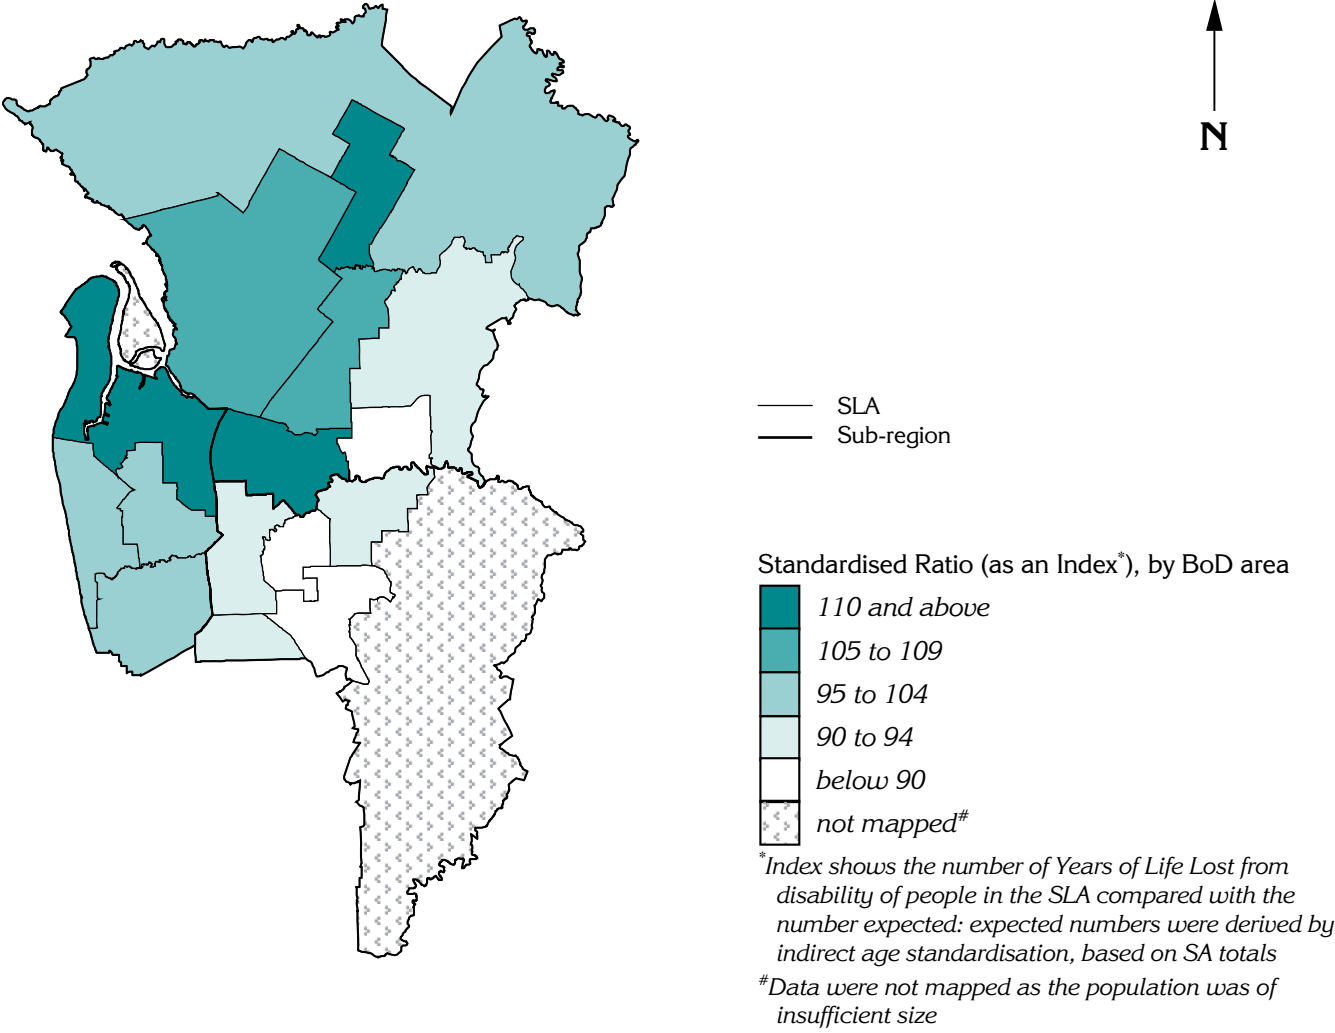 N
SLA
Sub-region
Standardised Ratio (as an Index*), by BoD area
110 and above
105 to 109
95 to 104
90 to 94
below 90
not mapped#
*Index shows the number of Years of Life Lost from
disability of people in the SLA compared with the
number expected: expected numbers were derived by
indirect age standardisation, based on SA totals
#Data were not mapped as the population was of
insufficient size